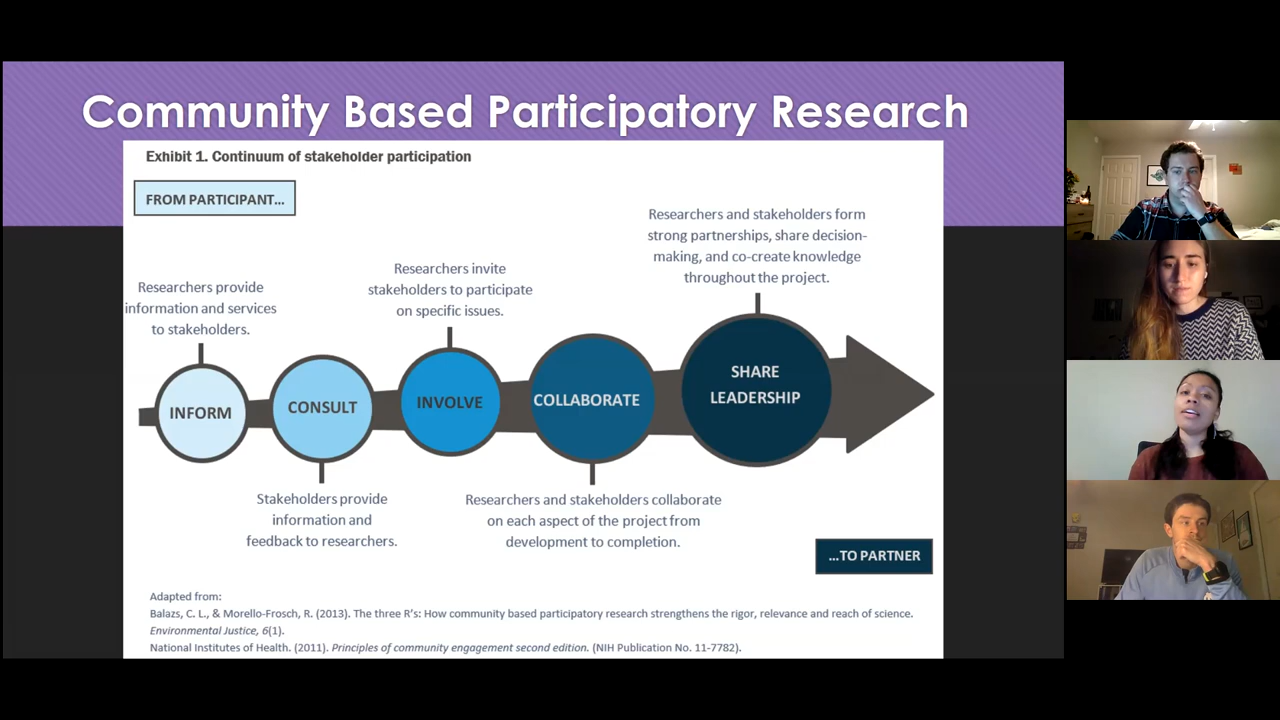 Community Based Participatory Research
Exhibit 1. Continuum of stakeholder participation
FROM PARTICIPANT...
Researchers provide
information and services
to stakeholders.
Researchers invite
stakeholders to participate
on specific issues.
Researchers and stakeholders form
strong partnerships, share decision-
making, and co-create knowledge
throughout the project.
INFORM
CONSULT
INVOLVE
COLLABORATE
SHARE
LEADERSHIP
Stakeholders provide
information and
feedback to researchers.
Researchers and stakeholders collaborate
on each aspect of the project from
development to completion.
...TO PARTNER
Adapted from:
Balazs, C. L., & Morello-Frosch, R. (2013). The three R's: How community based participatory research strengthens the rigor, relevance and reach of science.
Environmental Justice, 6(1).
National Institutes of Health. (2011). Principles of community engagement second edition. (NIH Publication No. 11-7782).